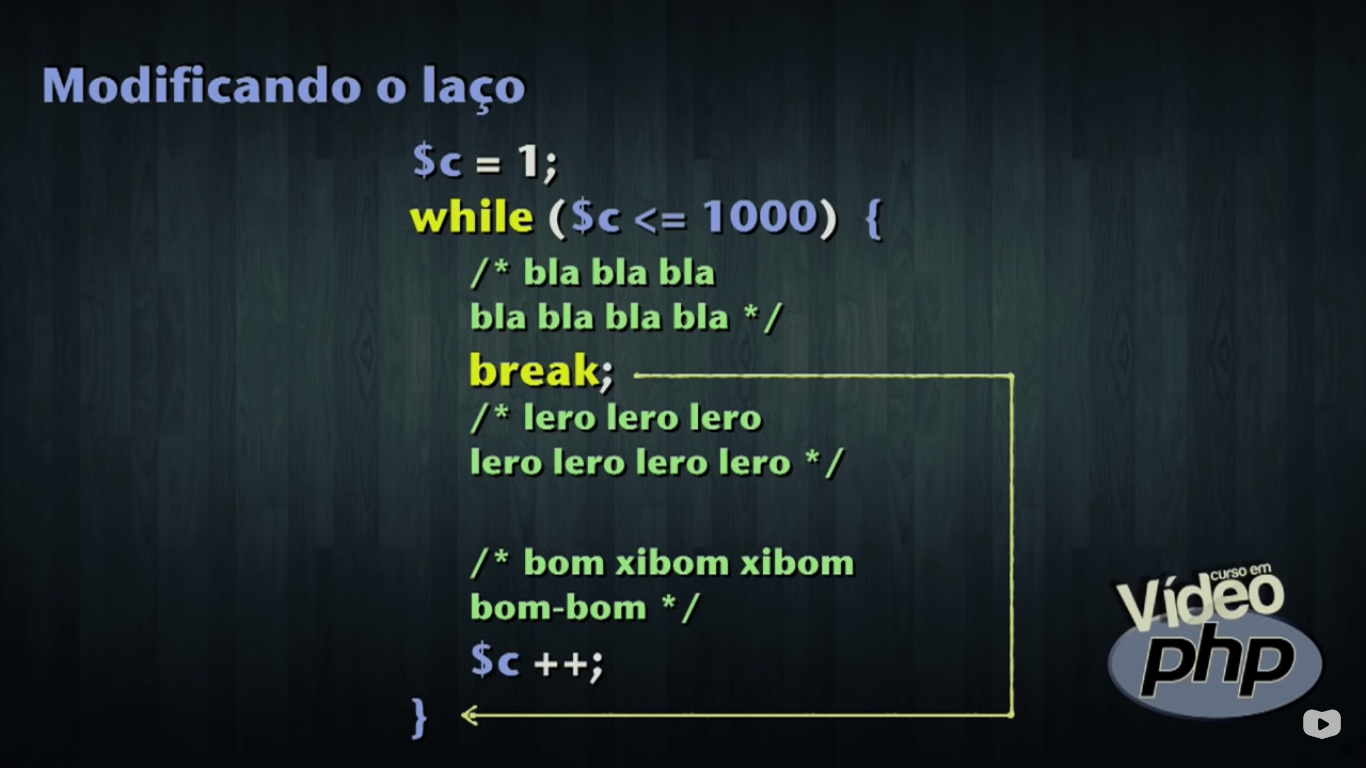 Modificando o laço
$c = 1;
while ($c <= 1000) {
/* bla bla bla
bla bla bla bla */
break;
/* lero lero lero
lero lero lero lero */
/* bom xibom xibom
bom-bom */
$c ++;
}
curso em
Vídeo
php